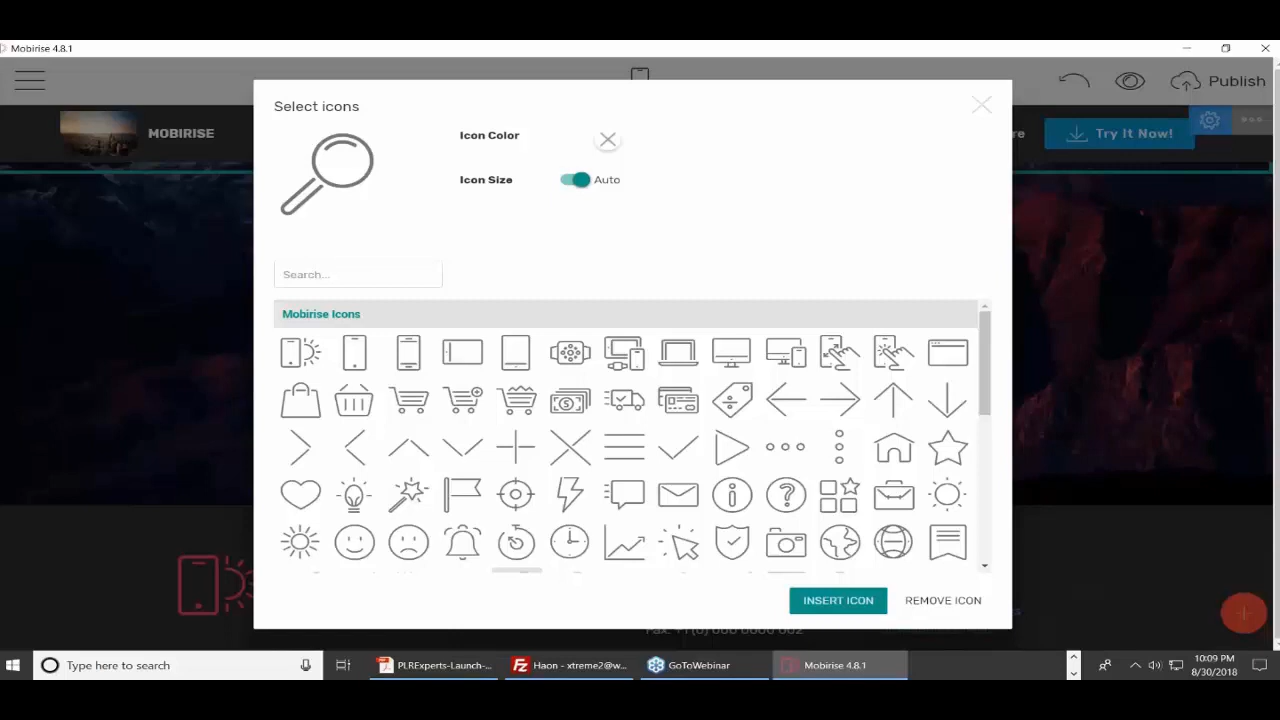 Mobirise 4.8.1
Publish
MOBIRISE
re
Try It Now!
Select icons
Icon Color
Icon Size
Auto
Search...
Mobirise Icons
INSERT ICON
REMOVE ICON
s
Type here to search
PLRExperts-Launch-...
Haon - xtreme2@w...
GoToWebinar
Mobirise 4.8.1
10:09 PM
8/30/2018